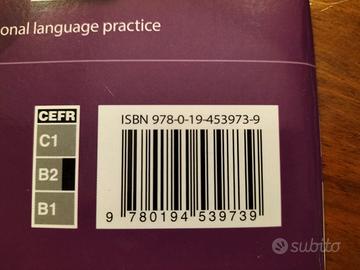 onal language practice
ISBN 978-0-19-453973-9
CEFR
C1
B2
B1
9 780194 539739
subito